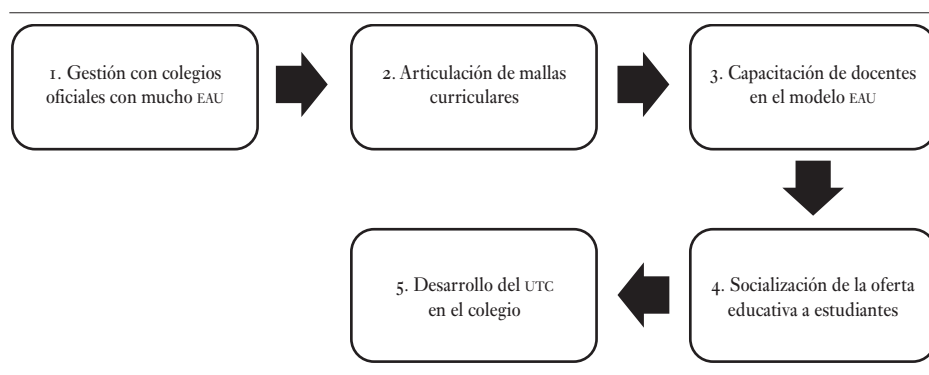 1. Gestión con colegios
oficiales con mucho EAU
2. Articulación de mallas
curriculares
3. Capacitación de docentes
en el modelo EAU
4. Socialización de la oferta
educativa a estudiantes
5. Desarrollo del UTC
en el colegio